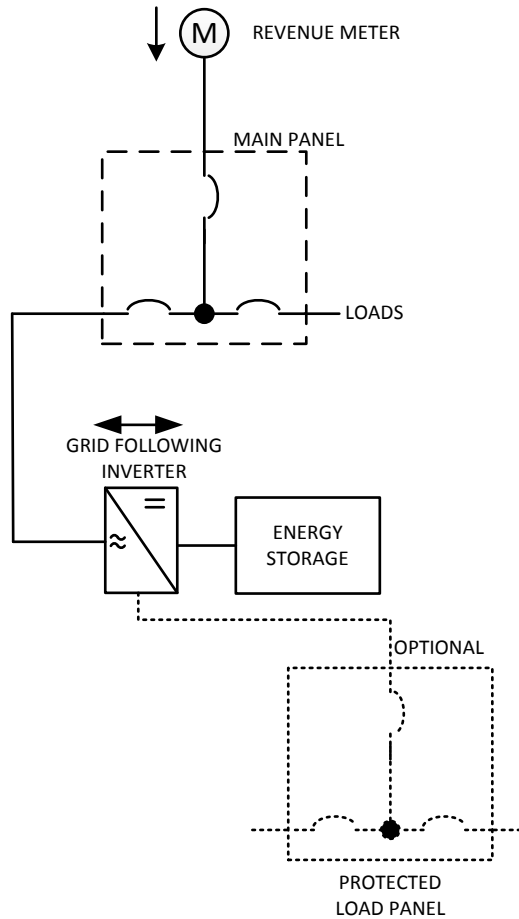 M
REVENUE METER
MAIN PANEL
LOADS
GRID FOLLOWING
INVERTER
ENERGY
STORAGE
OPTIONAL
PROTECTED
LOAD PANEL